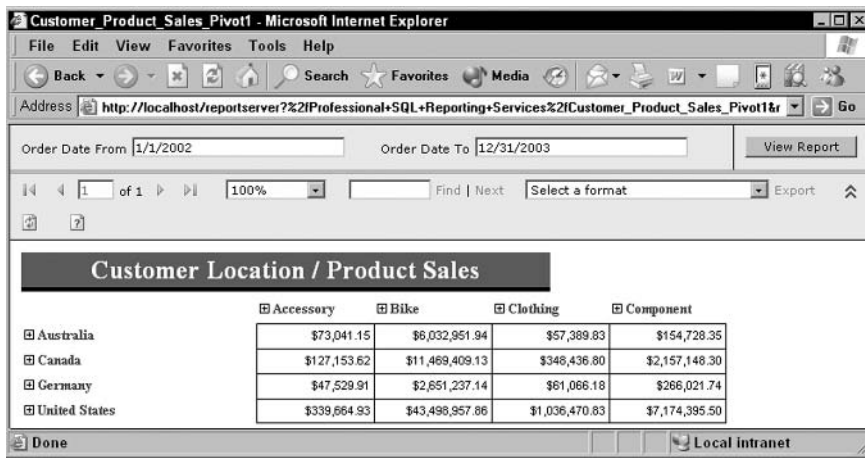 Customer_Product_Sales_Pivot1 - Microsoft Internet Explorer
File Edit View Favorites Tools Help
Back Search Favorites Media
Address http://localhost/reportserver?%2fProfessional+SQL+Reporting+Services%2fCustomer_Product_Sales_Pivot1&r Go
Order Date From 1/1/2002 Order Date To 12/31/2003 View Report
1 of 1 100% Find | Next Select a format Export
Customer Location / Product Sales
Accessory Bike Clothing Component
Australia $73,041.15 $6,032,951.94 $57,389.83 $154,728.35
Canada $127,153.62 $11,469,409.13 $348,436.80 $2,157,148.30
Germany $47,529.91 $2,651,237.14 $61,066.18 $266,021.74
United States $339,664.93 $43,498,957.86 $1,036,470.83 $7,174,395.50
Done Local intranet